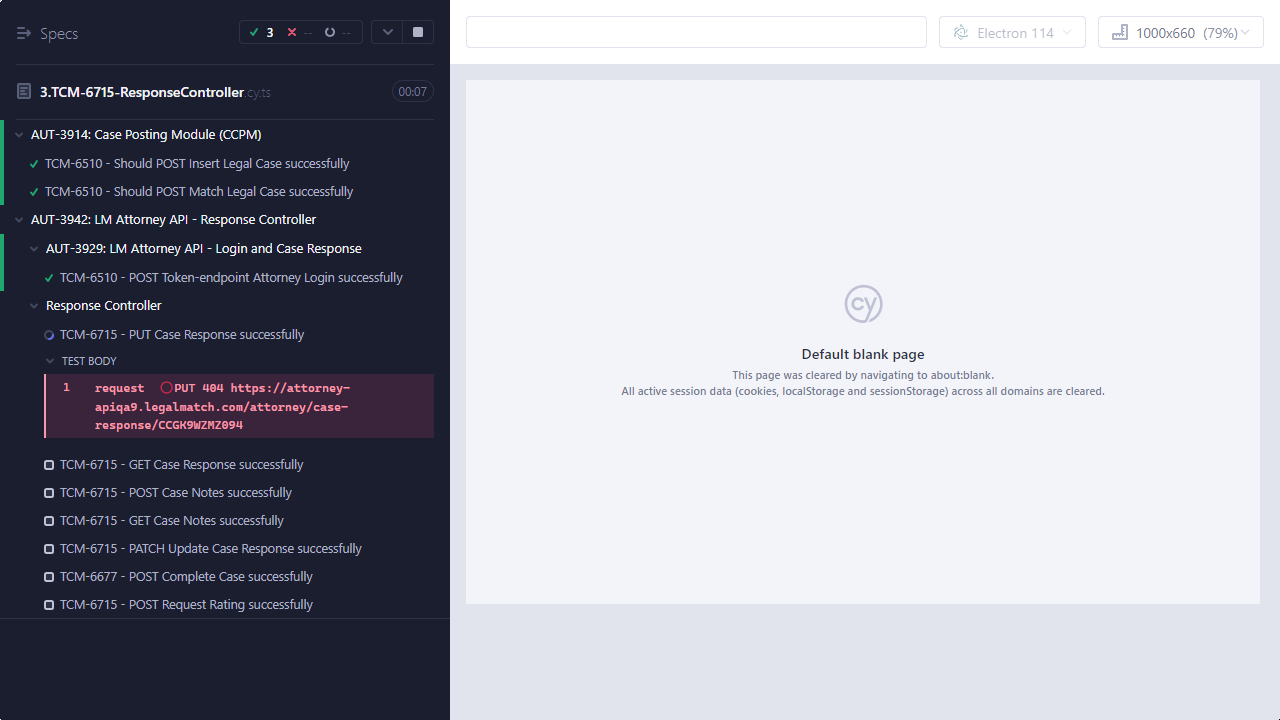 Specs
3
--
--
3.TCM-6715-ResponseController.cy.ts
00:07
AUT-3914: Case Posting Module (CCPM)
TCM-6510 - Should POST Insert Legal Case successfully
TCM-6510 - Should POST Match Legal Case successfully
AUT-3942: LM Attorney API - Response Controller
AUT-3929: LM Attorney API - Login and Case Response
TCM-6510 - POST Token-endpoint Attorney Login successfully
Response Controller
TCM-6715 - PUT Case Response successfully
TEST BODY
1 request PUT 404 https://attorney-
apiqa9.legalmatch.com/attorney/case-
response/CCGK9WZMZ094
TCM-6715 - GET Case Response successfully
TCM-6715 - POST Case Notes successfully
TCM-6715 - GET Case Notes successfully
TCM-6715 - PATCH Update Case Response successfully
TCM-6677 - POST Complete Case successfully
TCM-6715 - POST Request Rating successfully
Electron 114
1000x660 (79%)
cy
Default blank page
This page was cleared by navigating to about:blank.
All active session data (cookies, localStorage and sessionStorage) across all domains are cleared.